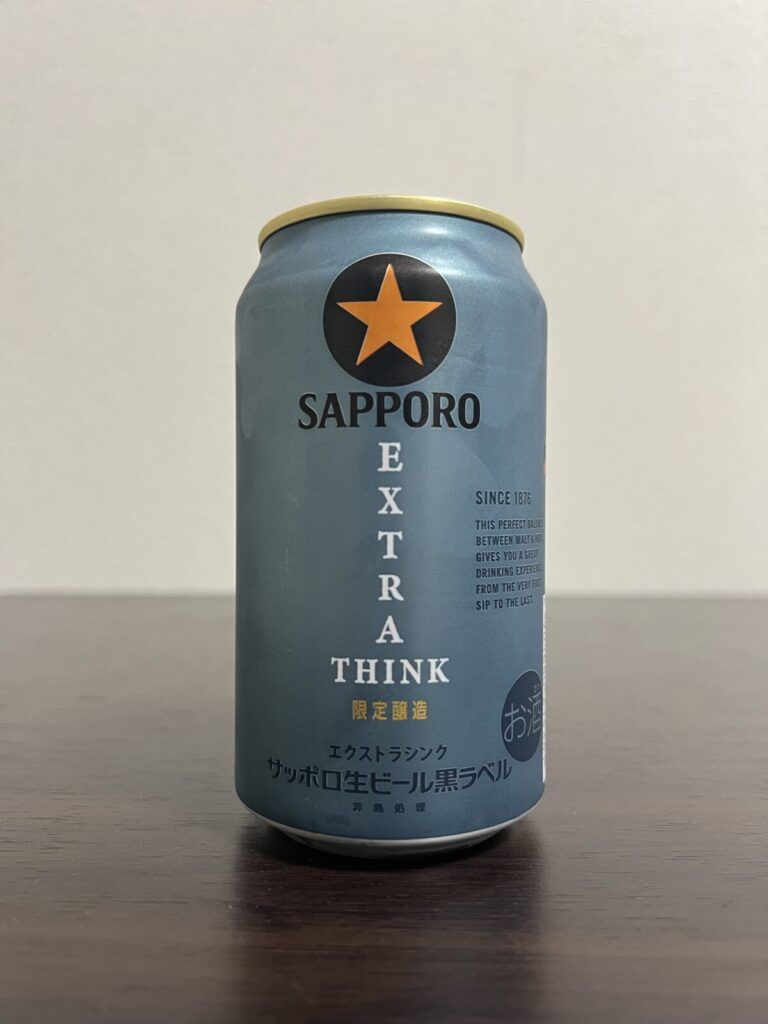 SAPPORO
EXTRA
THINK
限定醸造
エクストラシンク
サッポロ生ビール黒ラベル
非熱処理
SINCE 1876
THIS PERFECT BALANCE
BETWEEN MALT & HOPS
GIVES YOU A GREAT
DRINKING EXPERIENCE,
FROM THE VERY FIRST
SIP TO THE LAST.
お酒